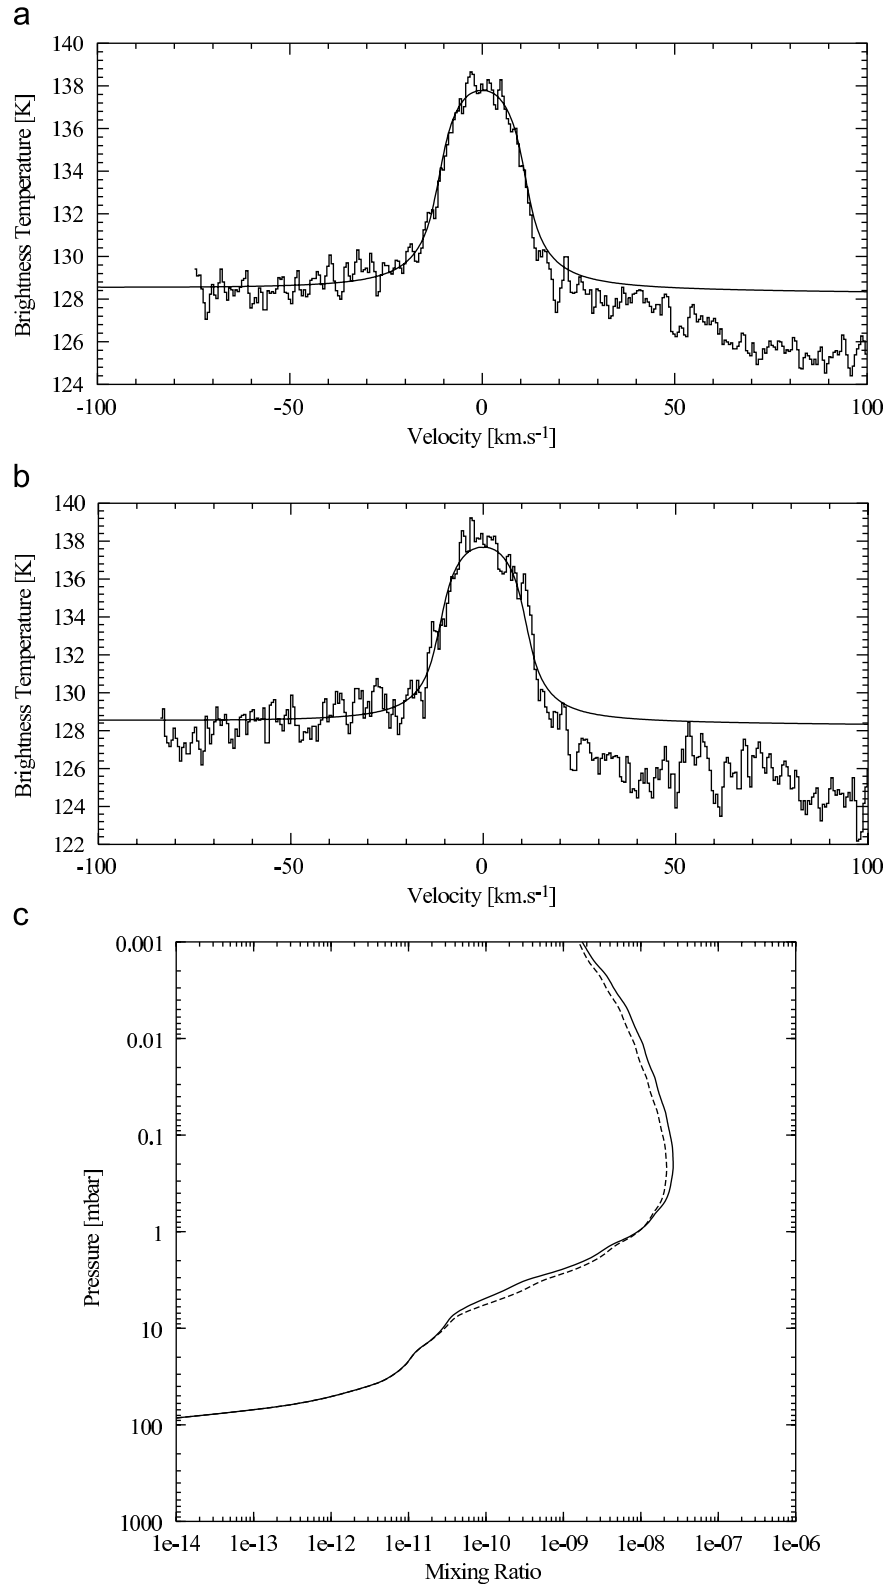 a
140
138
136
134
132
130
128
126
124
Brightness Temperature [K]
-100 -50 0 50 100
Velocity [km.s-1]
b
140
138
136
134
132
130
128
126
124
122
Brightness Temperature [K]
-100 -50 0 50 100
Velocity [km.s-1]
c
0.001
0.01
0.1
1
10
100
1000
Pressure [mbar]
1e-14 1e-13 1e-12 1e-11 1e-10 1e-09 1e-08 1e-07 1e-06
Mixing Ratio